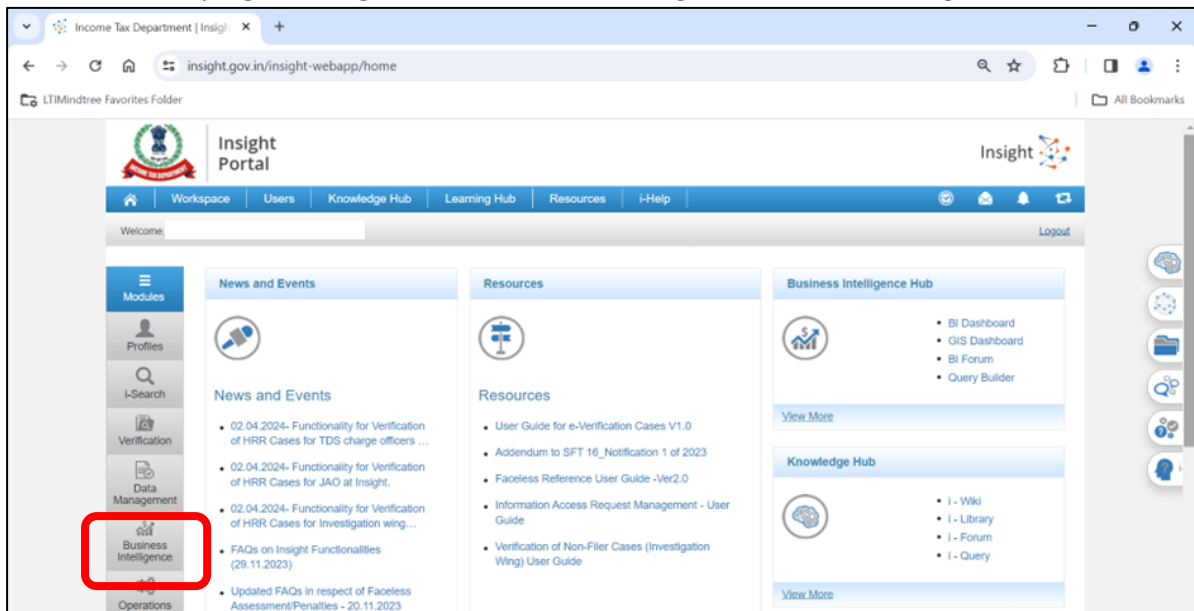 Income Tax Department | Insigh
insight.gov.in/insight-webapp/home
LTIMindtree Favorites Folder
All Bookmarks
INCOME TAX DEPARTMENT
Insight
Portal
Insight
Workspace
Users
Knowledge Hub
Learning Hub
Resources
i-Help
Welcome,
Logout
Modules
Profiles
i-Search
Verification
Data
Management
Business
Intelligence
Operations
News and Events
News and Events
02.04.2024- Functionality for Verification
of HRR Cases for TDS charge officers ...
02.04.2024- Functionality for Verification
of HRR Cases for JAO at Insight.
02.04.2024- Functionality for Verification
of HRR Cases for Investigation wing...
FAQs on Insight Functionalities
(29.11.2023)
Updated FAQs in respect of Faceless
Assessment/Penalties - 20.11.2023
Resources
Resources
User Guide for e-Verification Cases V1.0
Addendum to SFT 16_Notification 1 of 2023
Faceless Reference User Guide -Ver2.0
Information Access Request Management - User
Guide
Verification of Non-Filer Cases (Investigation
Wing) User Guide
Business Intelligence Hub
BI Dashboard
GIS Dashboard
BI Forum
Query Builder
View More
Knowledge Hub
i - Wiki
i - Library
i - Forum
i - Query
View More